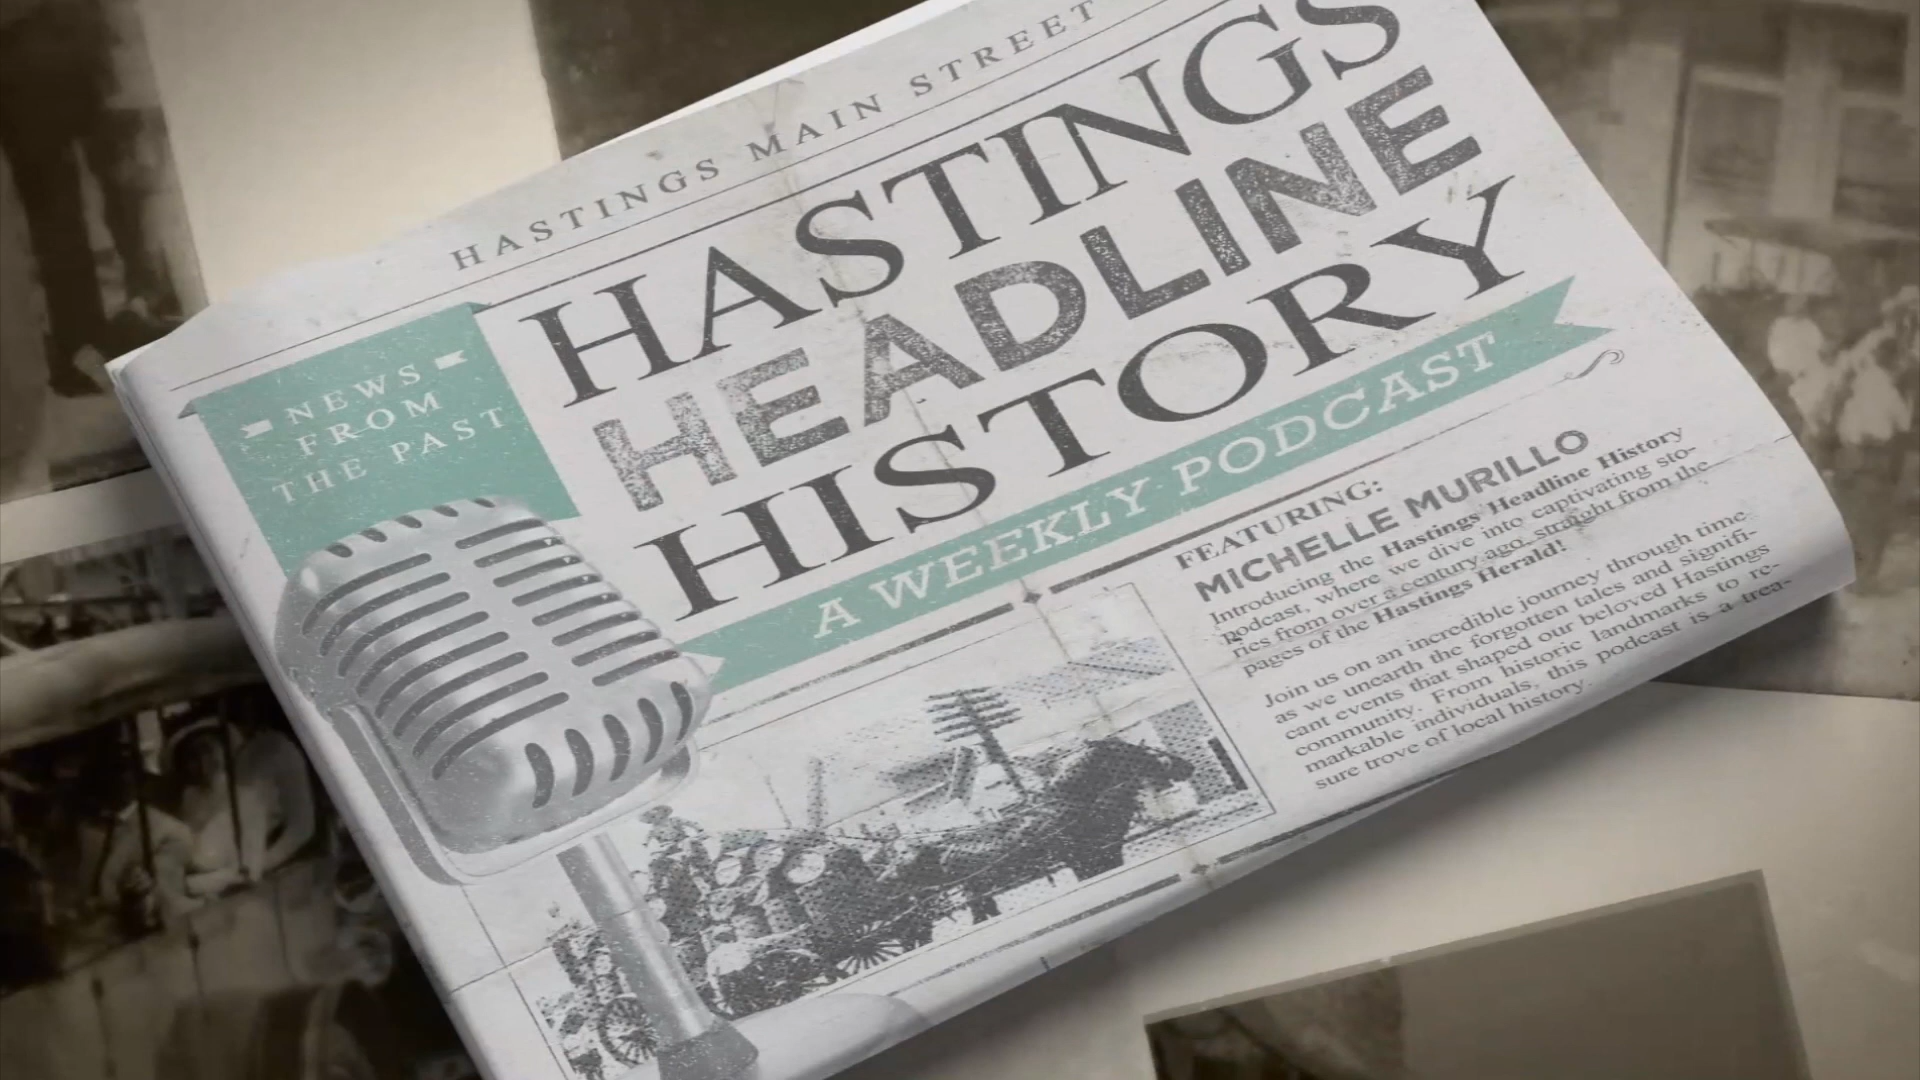 HASTINGS MAIN STREET
HASTINGS
HEADLINE
HISTORY
A WEEKLY PODCAST
NEWS
FROM
THE PAST
FEATURING:
MICHELLE MURILLO
Introducing the Hastings Headline History
podcast, where we dive into captivating sto-
ries from over a century ago, straight from the
pages of the Hastings Herald!
Join us on an incredible journey through time
as we unearth the forgotten tales and signifi-
cant events that shaped our beloved Hastings
community. From historic landmarks to re-
markable individuals, this podcast is a trea-
sure trove of local history.